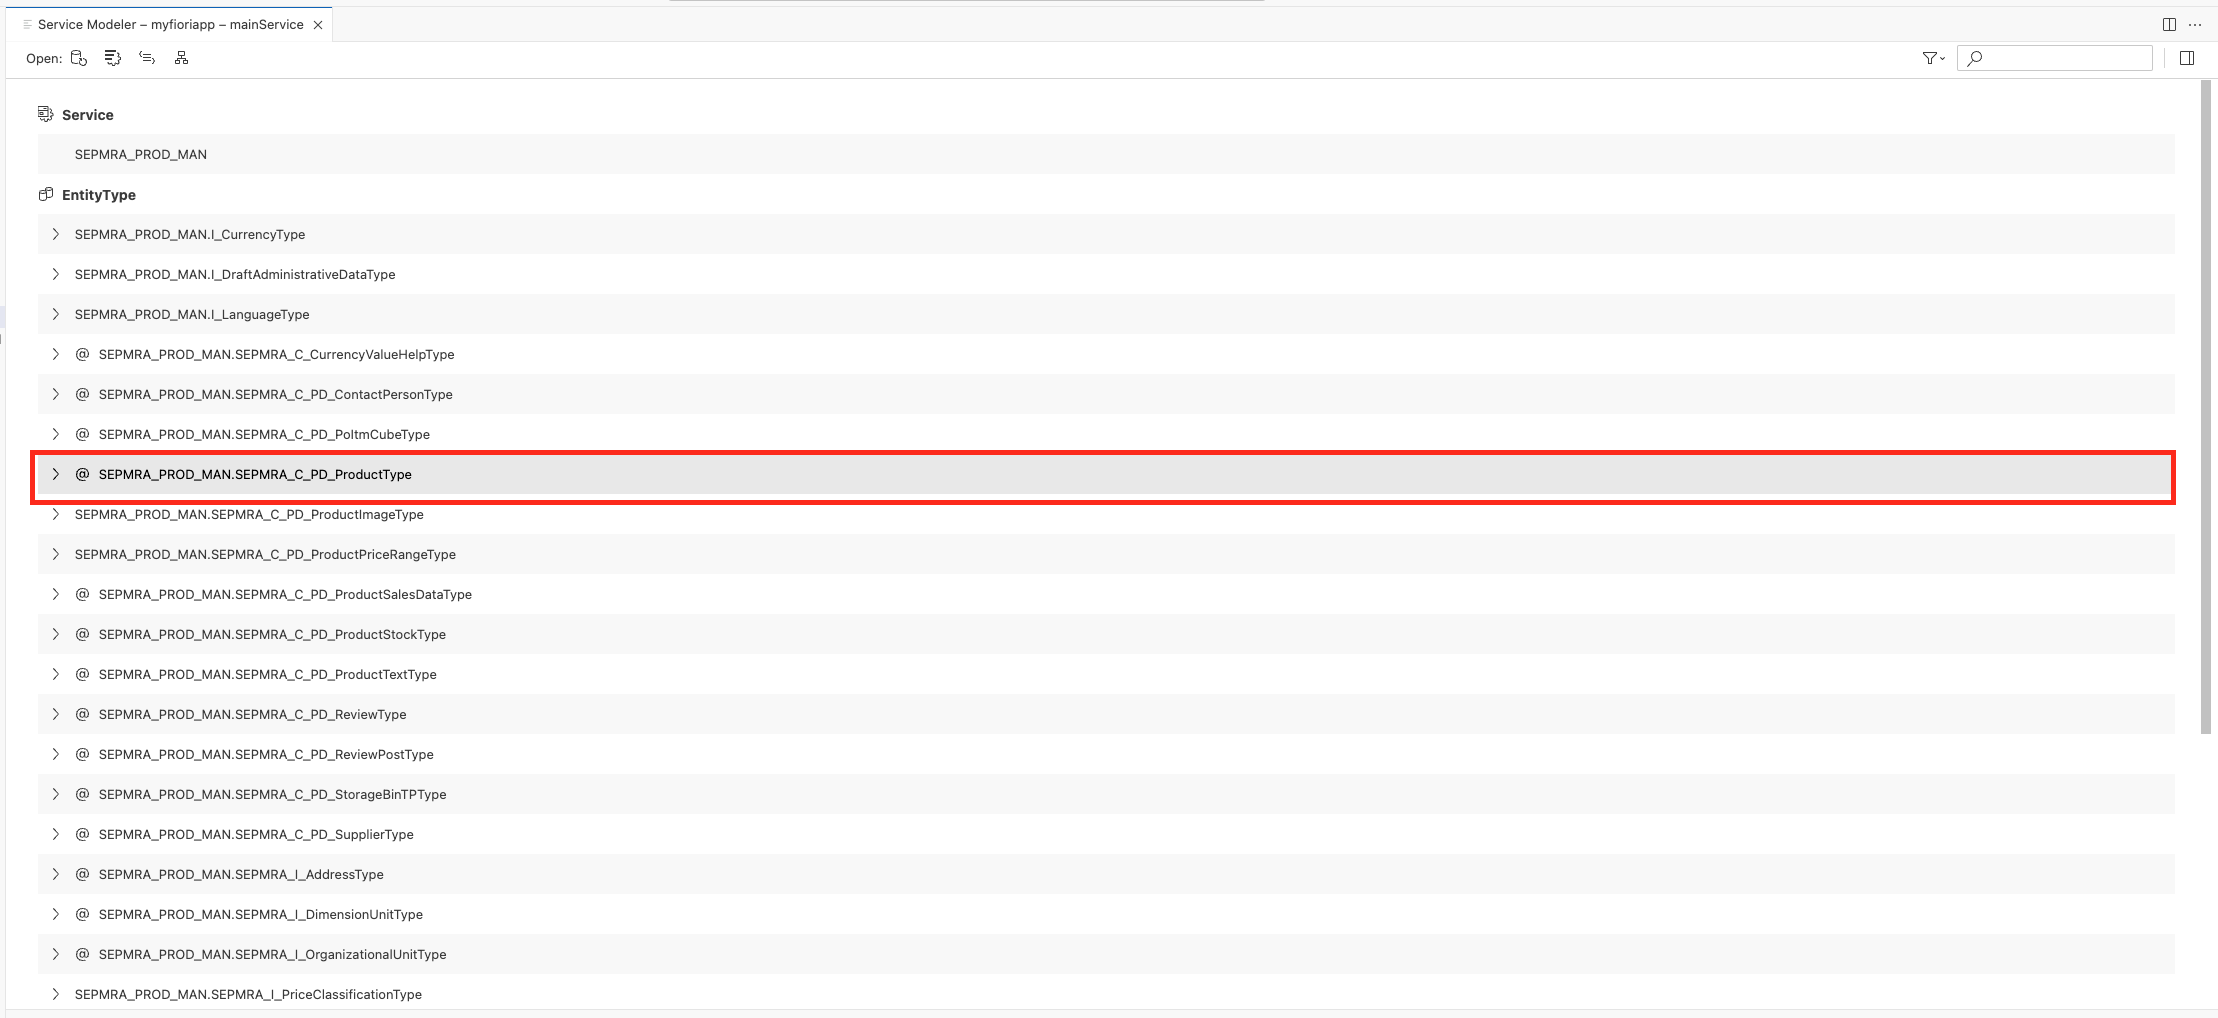 Service Modeler – myfioriapp – mainService
Open:
Service
SEPMRA_PROD_MAN
EntityType
SEPMRA_PROD_MAN.I_CurrencyType
SEPMRA_PROD_MAN.I_DraftAdministrativeDataType
SEPMRA_PROD_MAN.I_LanguageType
@ SEPMRA_PROD_MAN.SEPMRA_C_CurrencyValueHelpType
@ SEPMRA_PROD_MAN.SEPMRA_C_PD_ContactPersonType
@ SEPMRA_PROD_MAN.SEPMRA_C_PD_PoItmCubeType
@ SEPMRA_PROD_MAN.SEPMRA_C_PD_ProductType
SEPMRA_PROD_MAN.SEPMRA_C_PD_ProductImageType
SEPMRA_PROD_MAN.SEPMRA_C_PD_ProductPriceRangeType
@ SEPMRA_PROD_MAN.SEPMRA_C_PD_ProductSalesDataType
@ SEPMRA_PROD_MAN.SEPMRA_C_PD_ProductStockType
@ SEPMRA_PROD_MAN.SEPMRA_C_PD_ProductTextType
@ SEPMRA_PROD_MAN.SEPMRA_C_PD_ReviewType
@ SEPMRA_PROD_MAN.SEPMRA_C_PD_ReviewPostType
@ SEPMRA_PROD_MAN.SEPMRA_C_PD_StorageBinTPType
@ SEPMRA_PROD_MAN.SEPMRA_C_PD_SupplierType
@ SEPMRA_PROD_MAN.SEPMRA_I_AddressType
@ SEPMRA_PROD_MAN.SEPMRA_I_DimensionUnitType
@ SEPMRA_PROD_MAN.SEPMRA_I_OrganizationalUnitType
SEPMRA_PROD_MAN.SEPMRA_I_PriceClassificationType